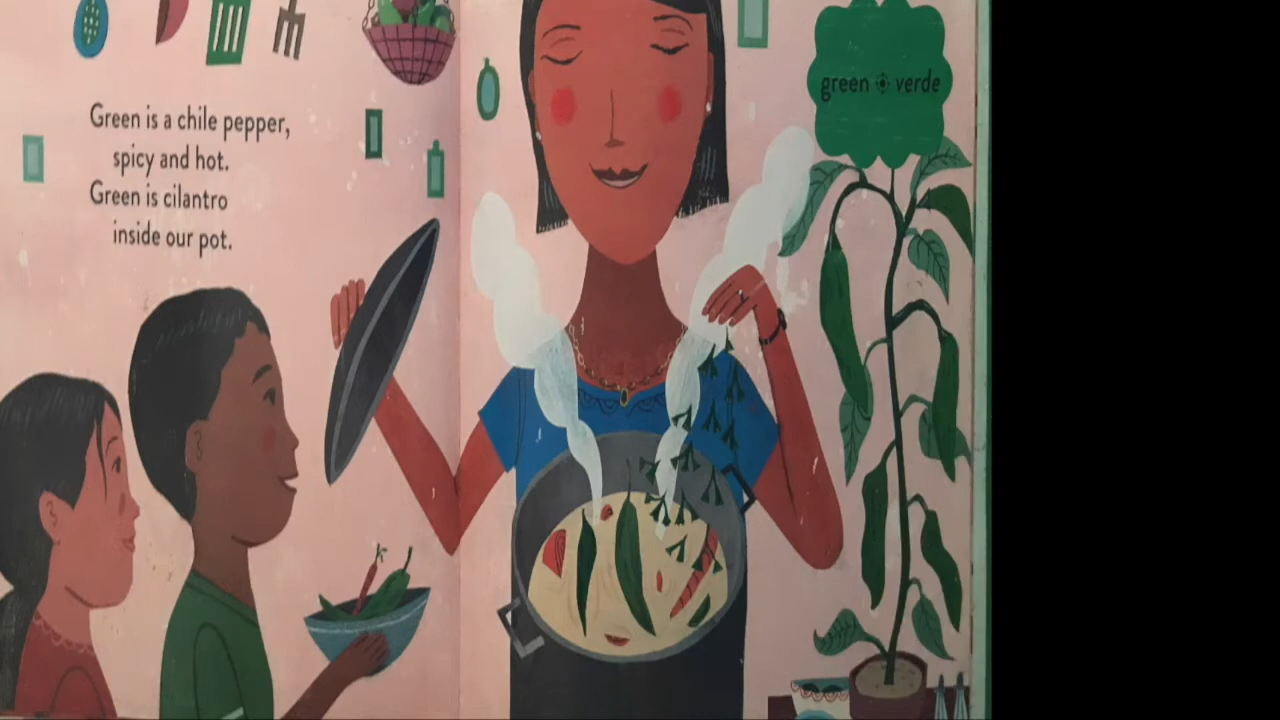 Green is a chile pepper,
spicy and hot.
Green is cilantro
inside our pot.
green verde